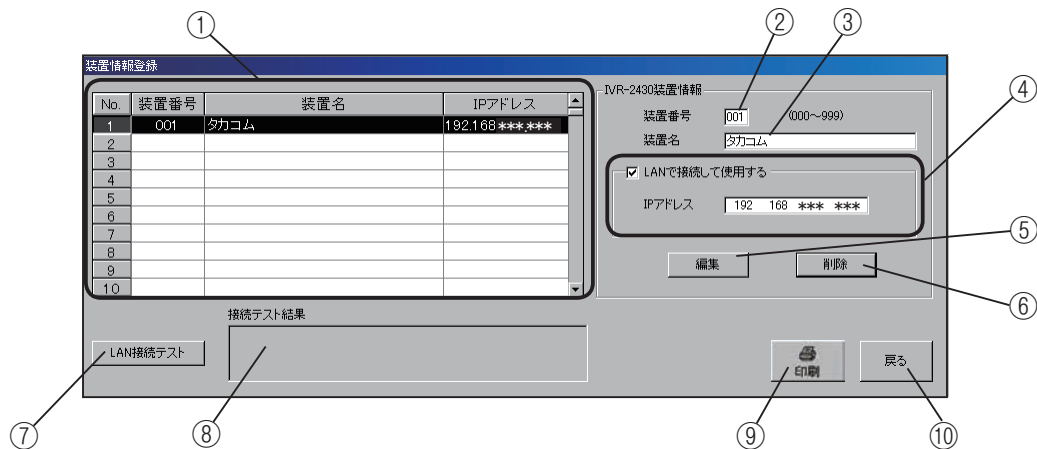 ① ② ③
装置情報登録
No. 装置番号 装置名 IPアドレス
1 001 タカコム 192.168.***.***
2
3
4
5
6
7
8
9
10
IVR-2430装置情報
装置番号 001 (000～999)
装置名 タカコム
④
LANで接続して使用する
IPアドレス 192 168 *** ***
⑤
編集 削除
⑥
接続テスト結果
LAN接続テスト
印刷
戻る
⑦ ⑧ ⑨ ⑩